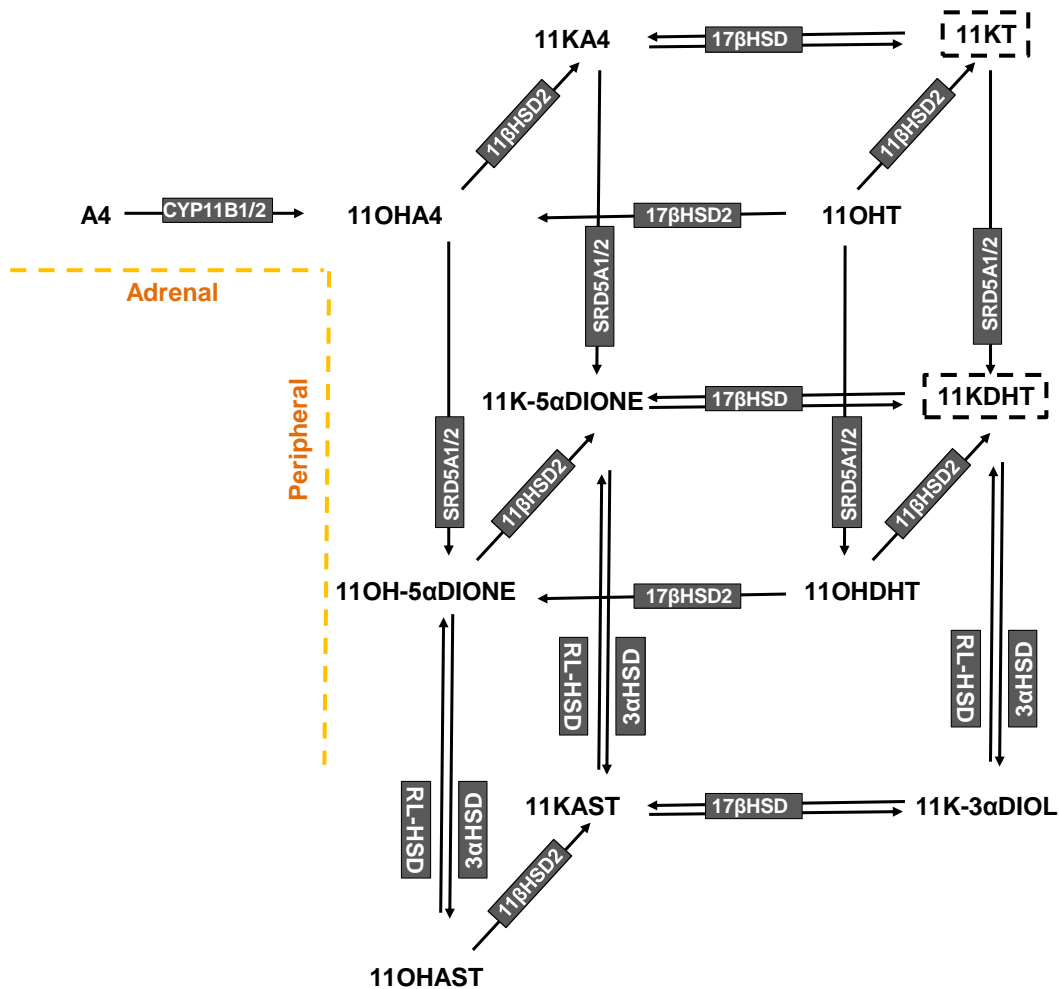 11KA4
17βHSD
11KT
11βHSD2
11βHSD2
A4
CYP11B1/2
11OHA4
17βHSD2
11OHT
Adrenal
SRD5A1/2
SRD5A1/2
11K-5αDIONE
17βHSD
11KDHT
Peripheral
SRD5A1/2
11βHSD2
SRD5A1/2
11βHSD2
11OH-5αDIONE
17βHSD2
11OHDHT
RL-HSD
3αHSD
RL-HSD
3αHSD
RL-HSD
3αHSD
11KAST
17βHSD
11K-3αDIOL
11βHSD2
11OHAST